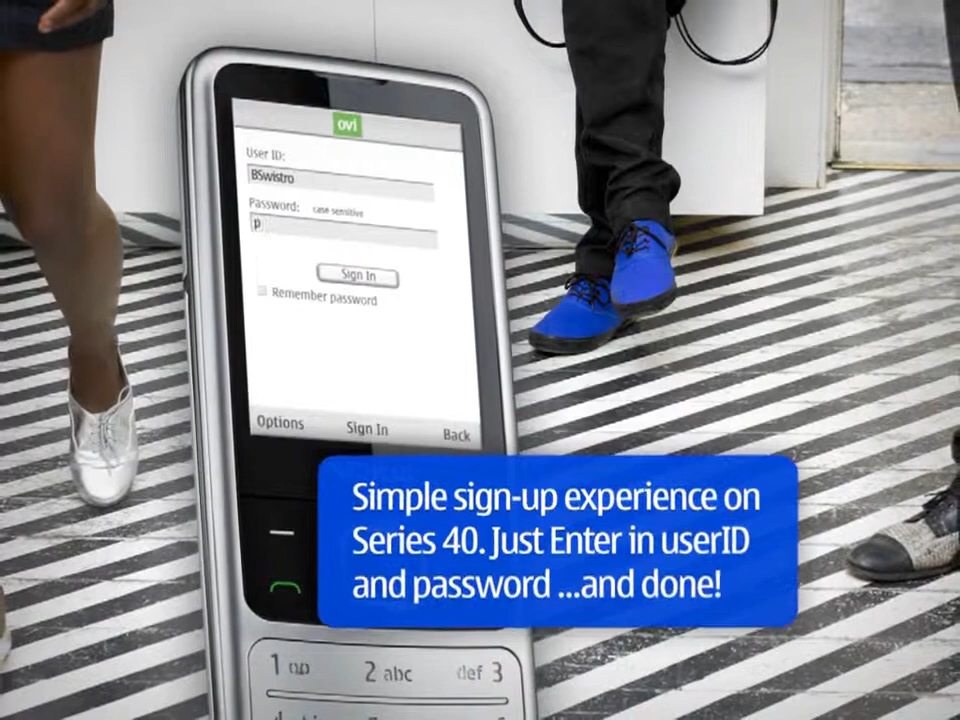 ovi
User ID:
BSwistro
Password: case sensitive
p
Sign In
Remember password
Options Sign In Back
Simple sign-up experience on
Series 40. Just Enter in userID
and password ...and done!
1 2 abc def 3